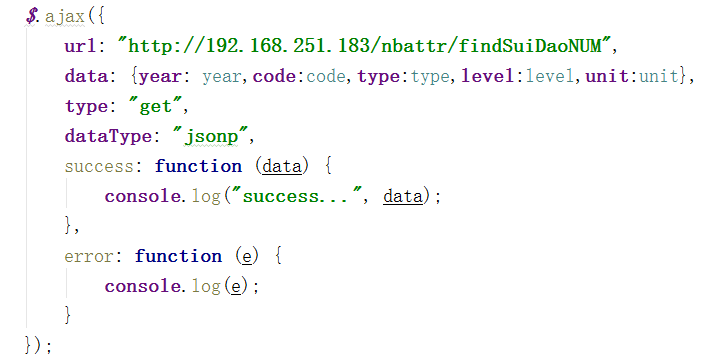 $.ajax({
url: "http://192.168.251.183/nbattr/findSuiDaoNUM",
data: {year: year,code:code,type:type,level:level,unit:unit},
type: "get",
dataType: "jsonp",
success: function (data) {
console.log("success...", data);
},
error: function (e) {
console.log(e);
}
});